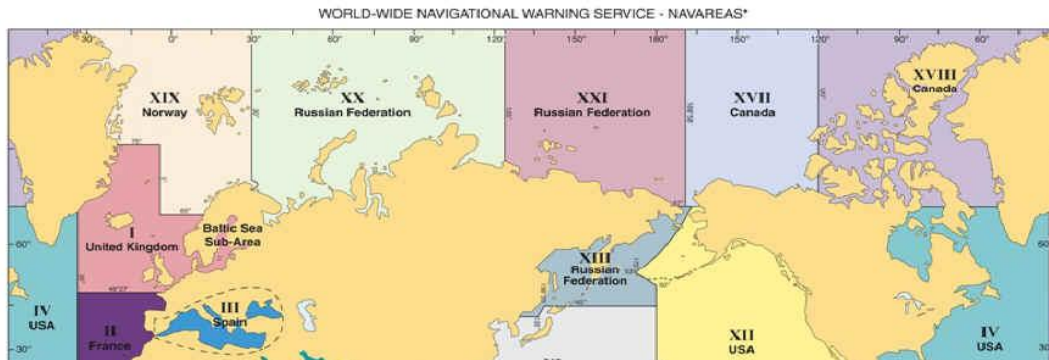 WORLD-WIDE NAVIGATIONAL WARNING SERVICE - NAVAREAS*
30° 0° 30° 60° 90° 120° 150° 180° 150° 120° 90° 60° 30°
XIX
Norway
XX
Russian Federation
XXI
Russian Federation
XVII
Canada
XVIII
Canada
I
United Kingdom
Baltic Sea
Sub-Area
60°
60°
XIII
Russian
Federation
IV
USA
II
France
III
Spain
XII
USA
IV
USA
30°
30°